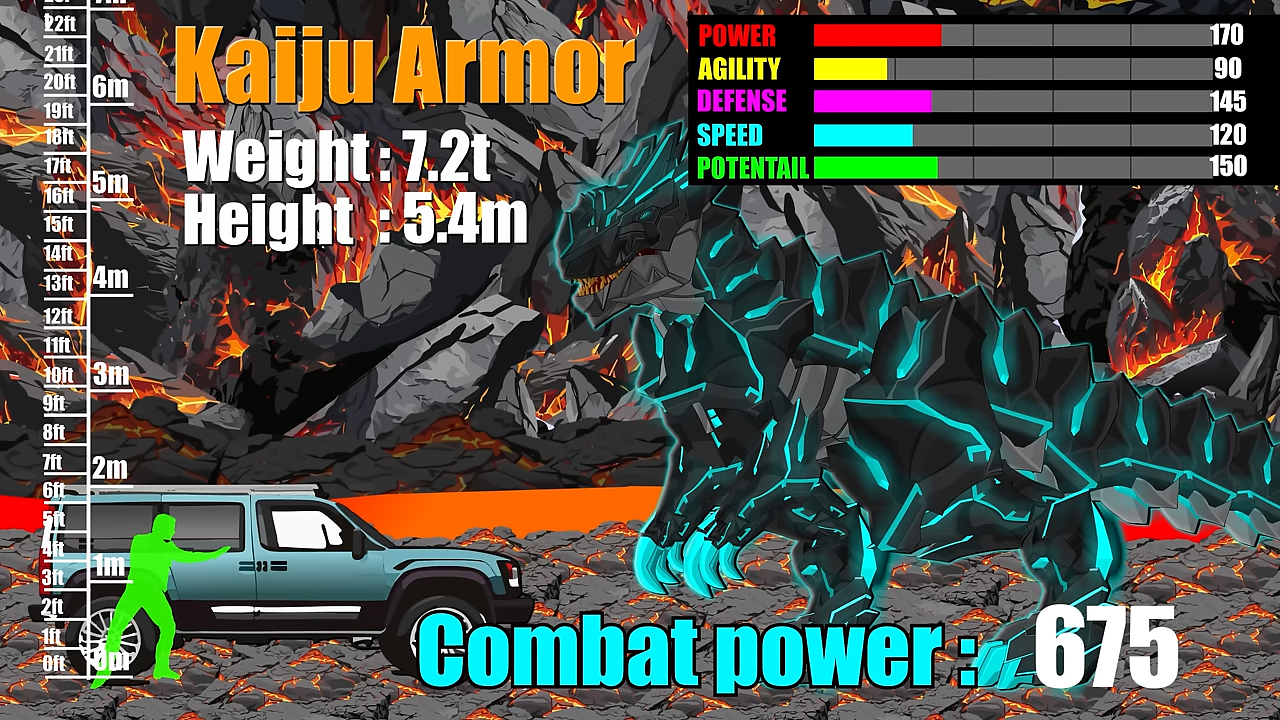 Kaiju Armor
Weight : 7.2t
Height : 5.4m
POWER 170
AGILITY 90
DEFENSE 145
SPEED 120
POTENTAIL 150
22ft
21ft
6m
20ft
19ft
18ft
17ft
5m
16ft
15ft
14ft
4m
13ft
12ft
11ft
3m
10ft
9ft
8ft
2m
7ft
6ft
5ft
4ft
1m
3ft
2ft
1ft
0m
0ft
Combat power : 675